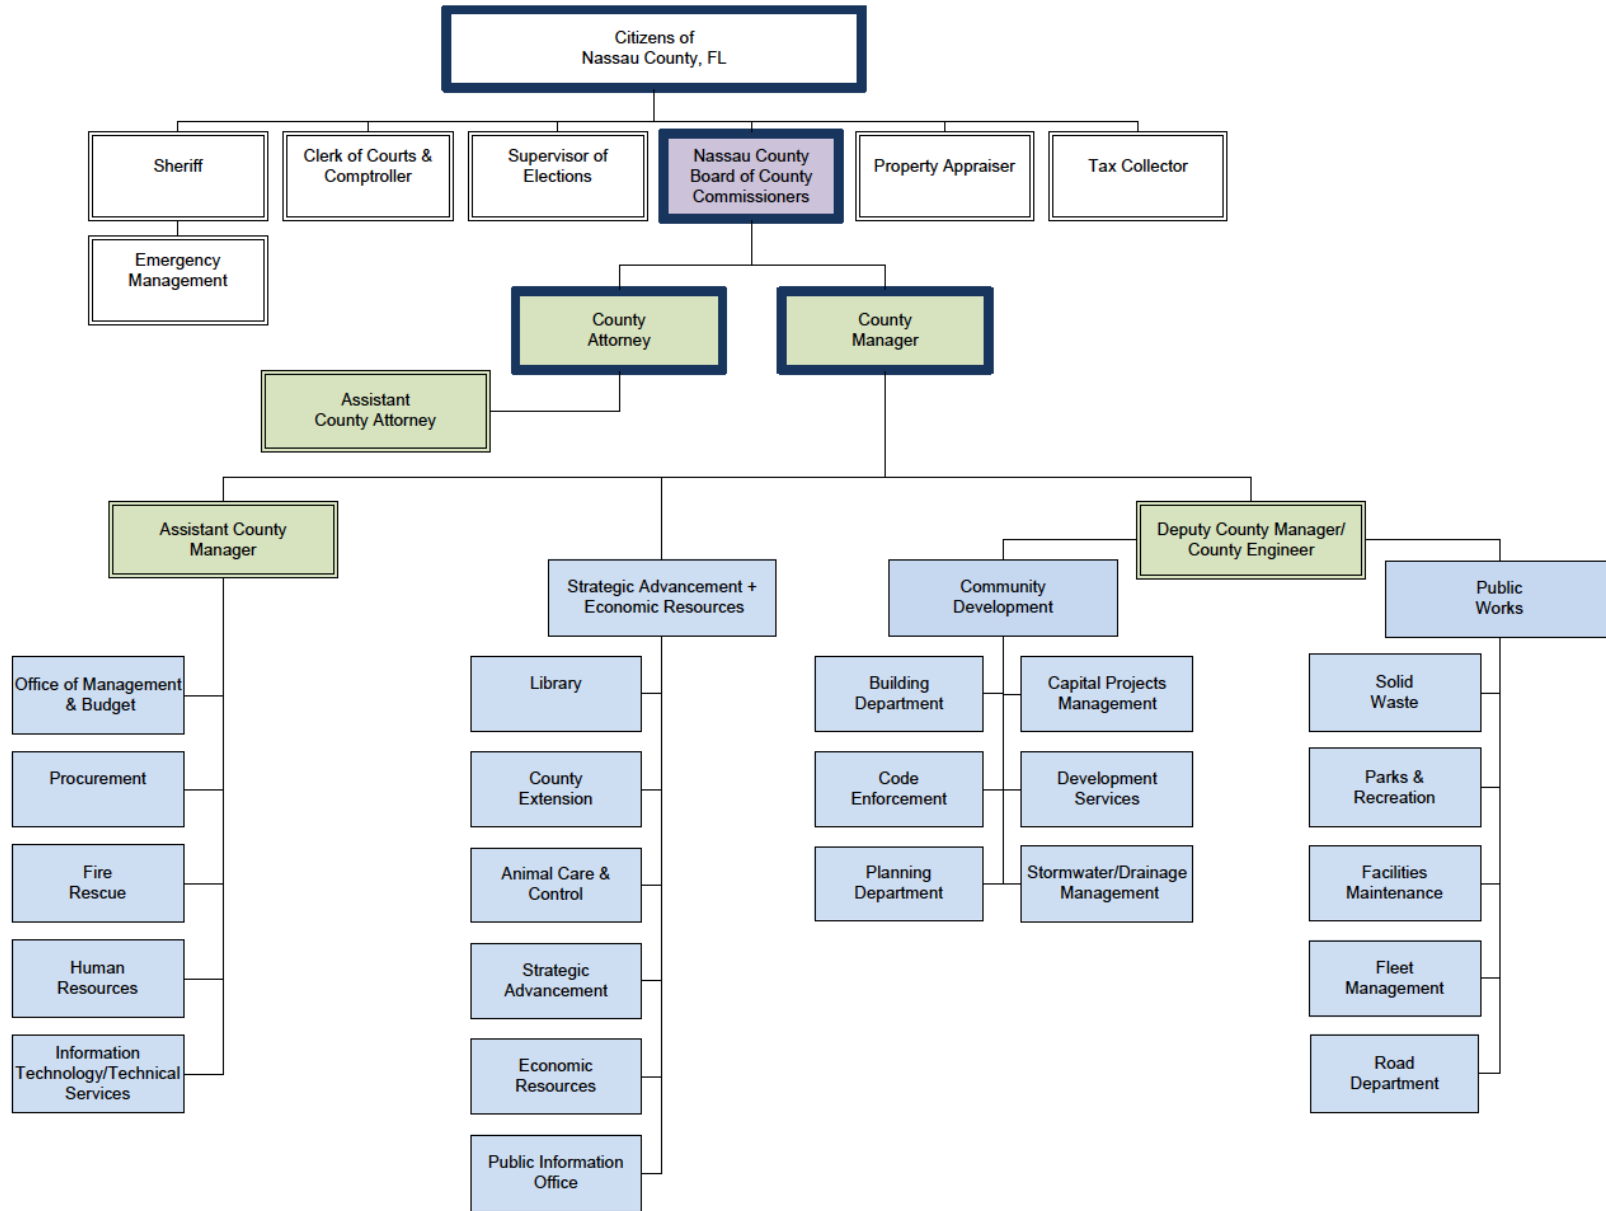 Citizens of
Nassau County, FL
Sheriff
Clerk of Courts &
Comptroller
Supervisor of
Elections
Nassau County
Board of County
Commissioners
Property Appraiser
Tax Collector
Emergency
Management
County
Attorney
County
Manager
Assistant
County Attorney
Assistant County
Manager
Deputy County Manager/
County Engineer
Strategic Advancement +
Economic Resources
Community
Development
Public
Works
Office of Management
& Budget
Procurement
Fire
Rescue
Human
Resources
Information
Technology/Technical
Services
Library
County
Extension
Animal Care &
Control
Strategic
Advancement
Economic
Resources
Public Information
Office
Building
Department
Capital Projects
Management
Code
Enforcement
Development
Services
Planning
Department
Stormwater/Drainage
Management
Solid
Waste
Parks &
Recreation
Facilities
Maintenance
Fleet
Management
Road
Department